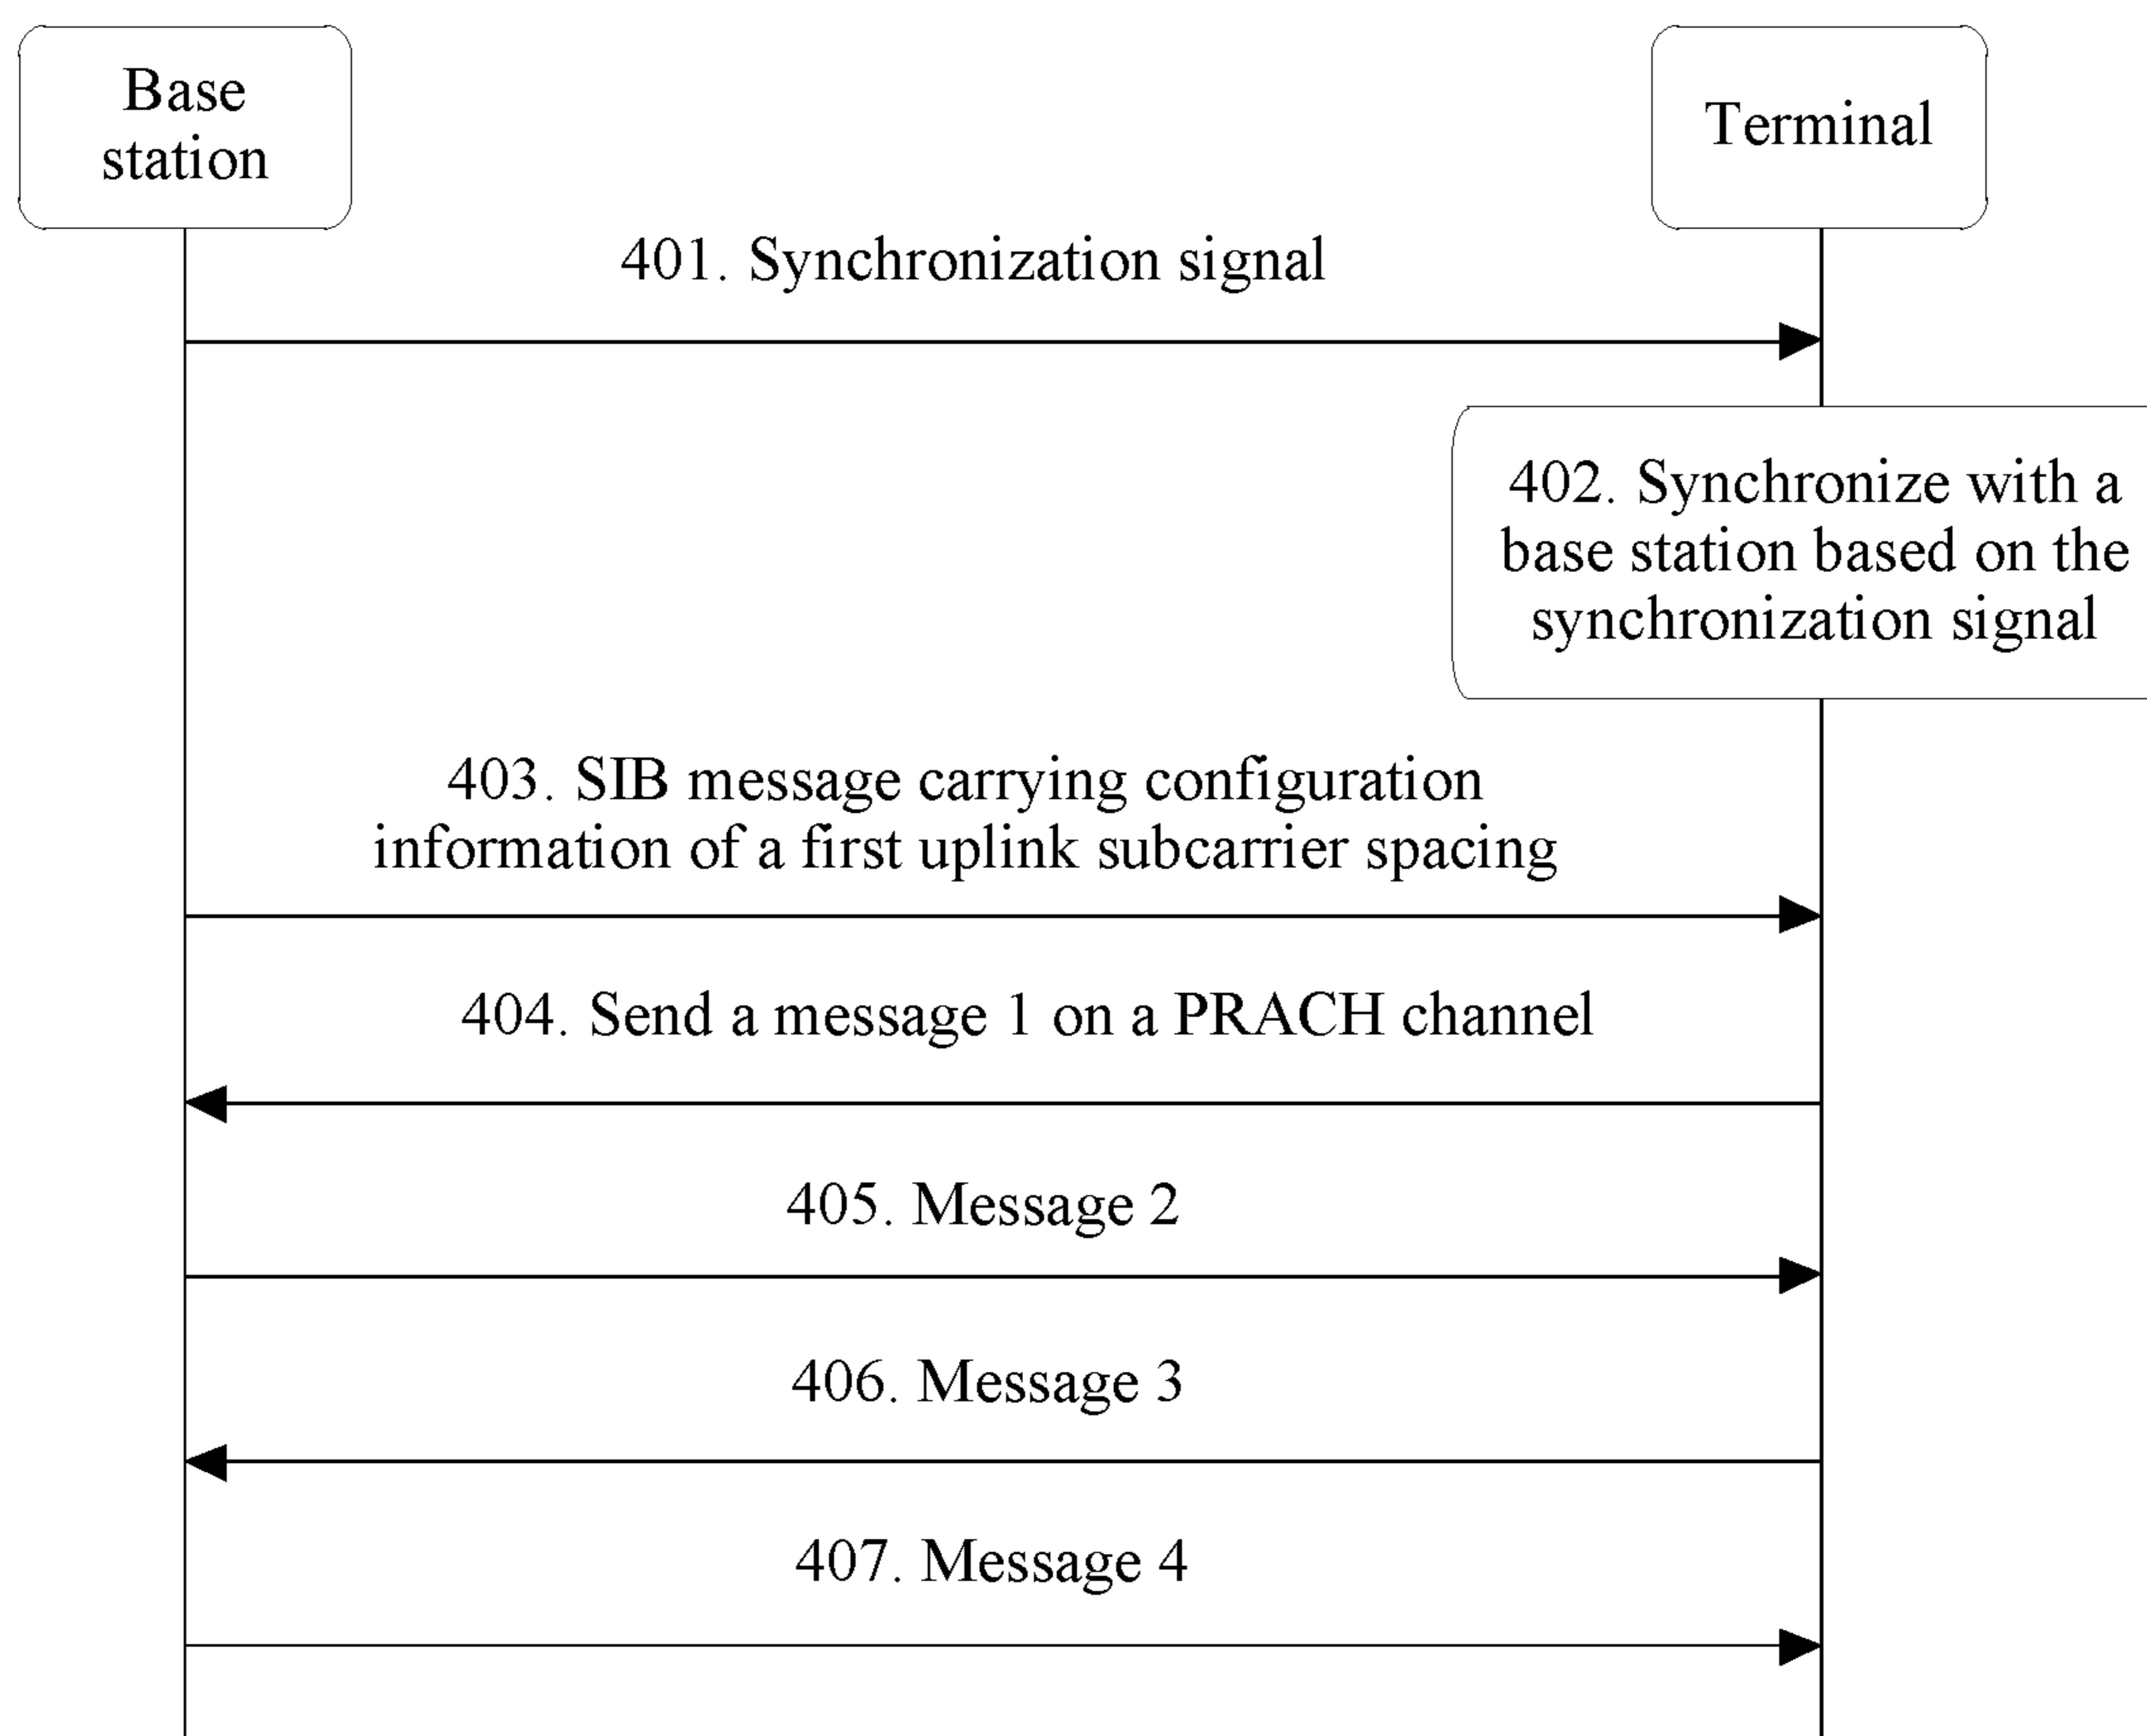 Base
station
Terminal
401. Synchronization signal
402. Synchronize with a
base station based on the
synchronization signal
403. SIB message carrying configuration
information of a first uplink subcarrier spacing
404. Send a message 1 on a PRACH channel
405. Message 2
406. Message 3
407. Message 4